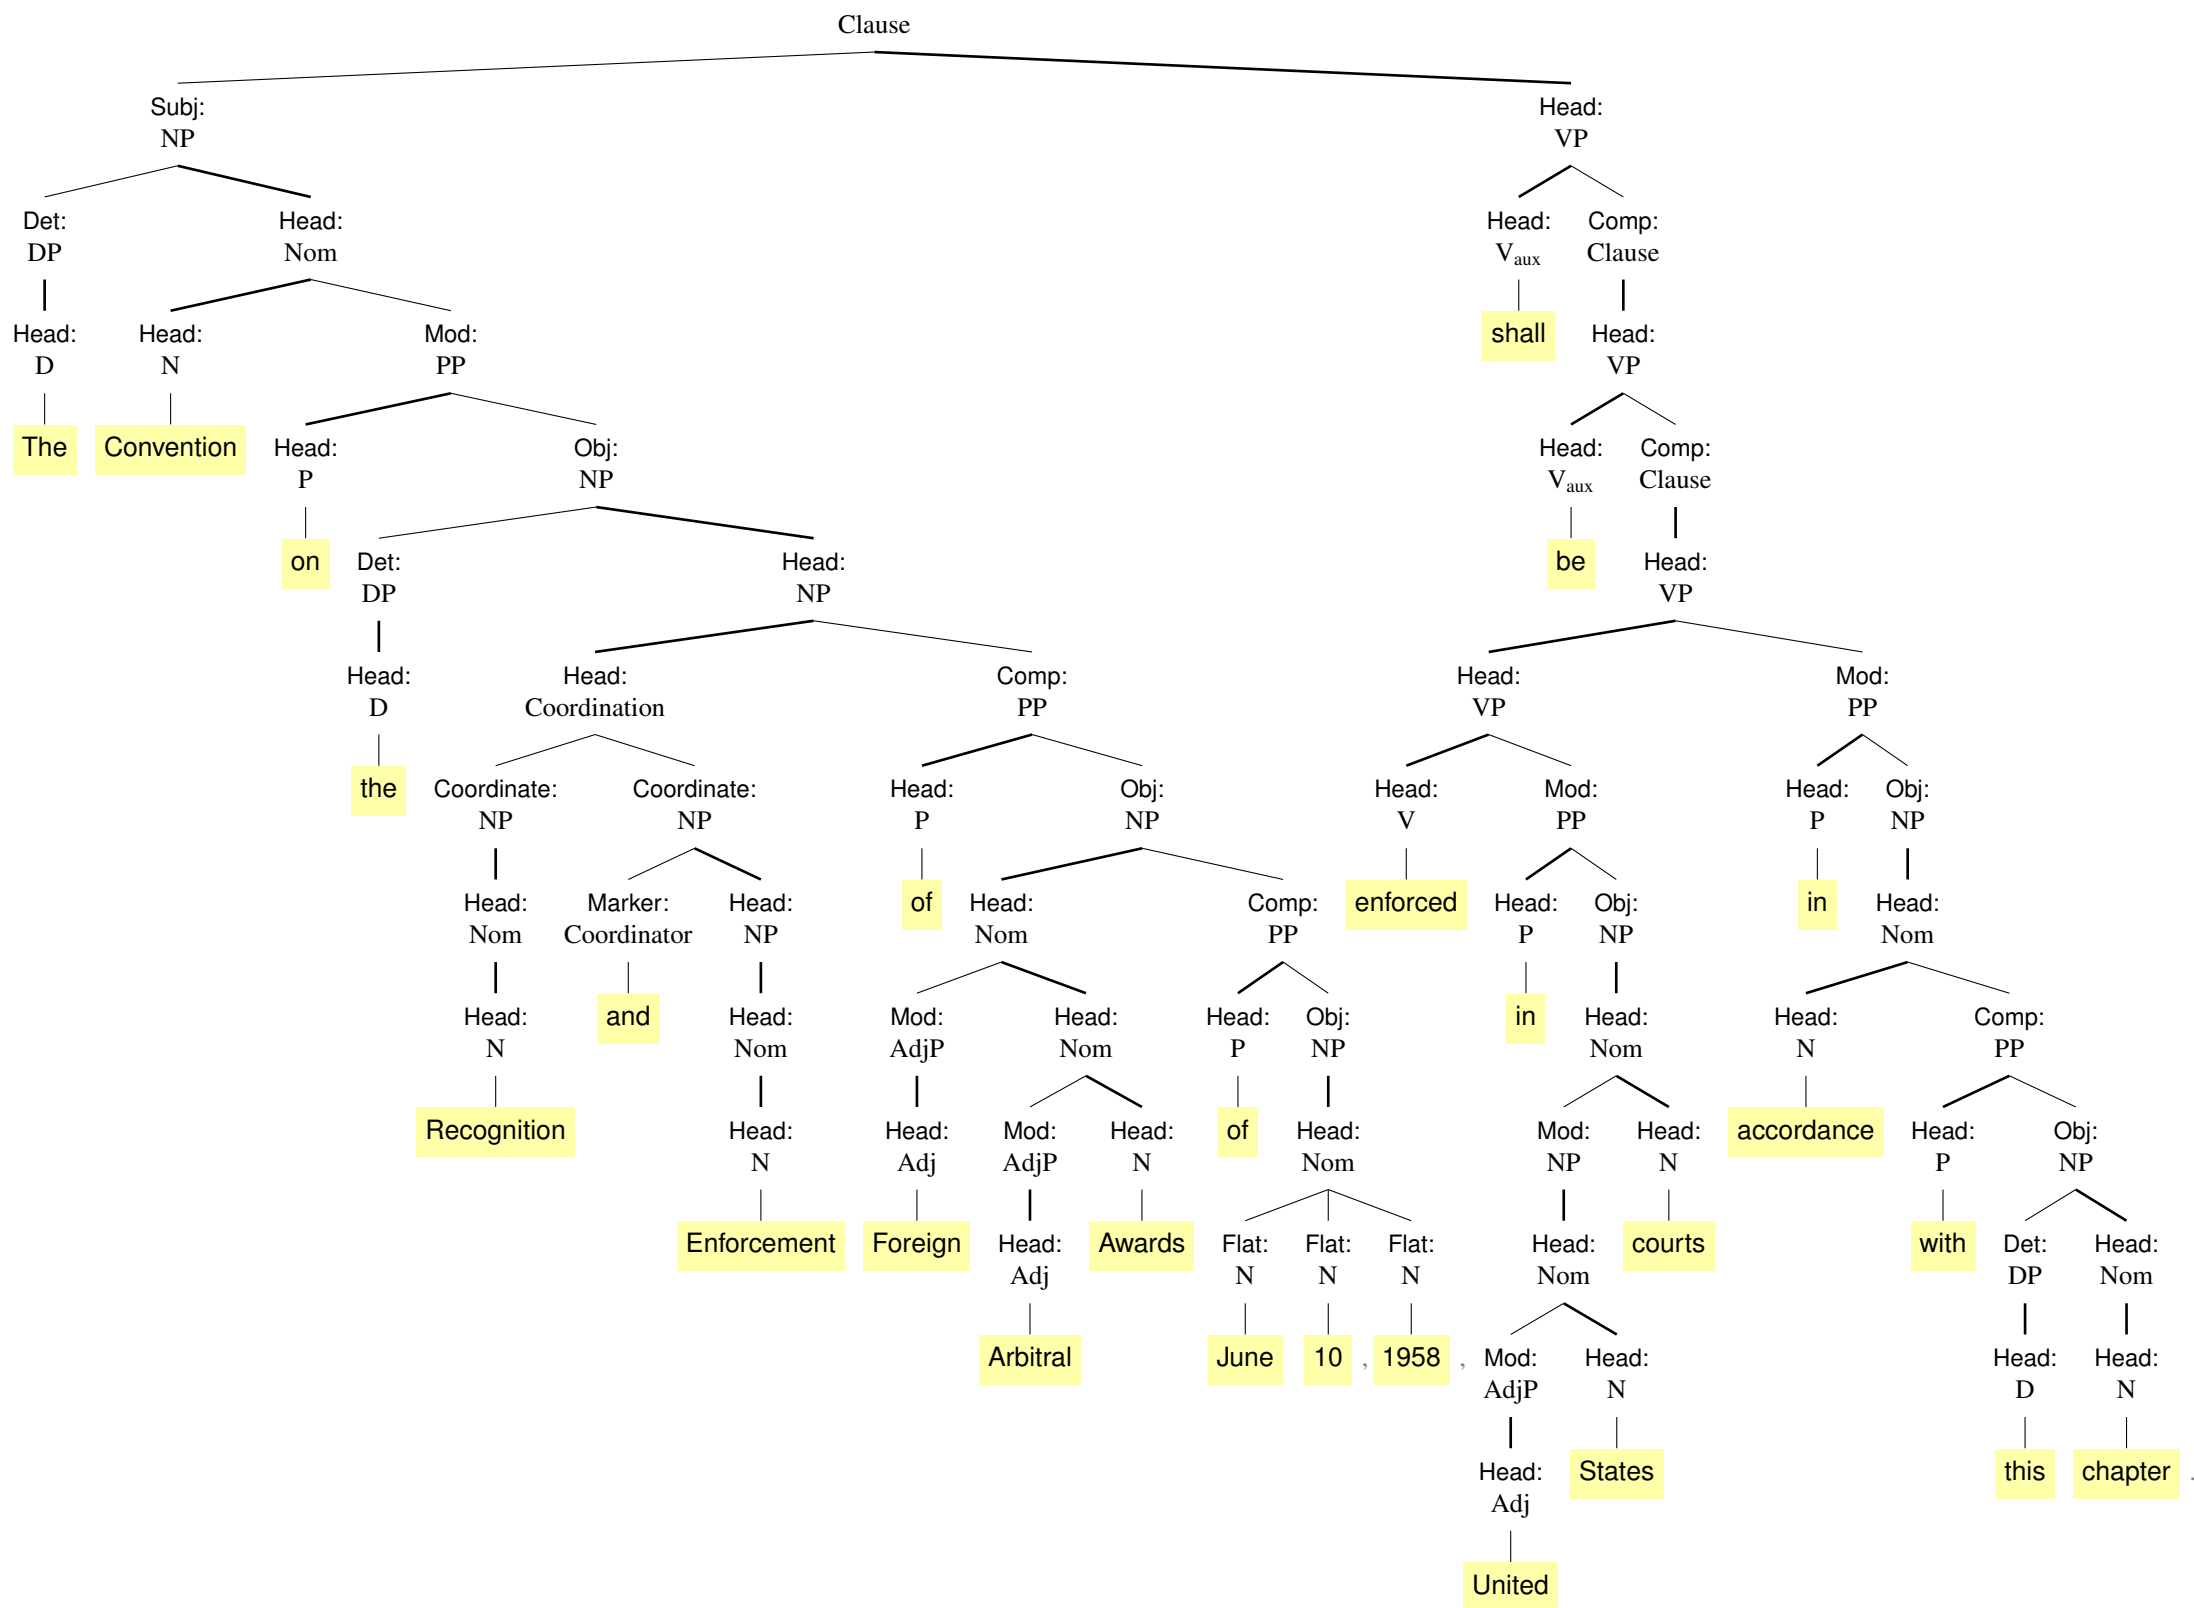 Clause
Subj: Head:
NP VP
Det: Head: Head: Comp:
DP Nom Vaux Clause
Head: Head: Mod: shall Head:
D N PP VP
The Convention Head: Obj: Head: Comp:
P NP Vaux Clause
on Det: Head: be Head:
DP NP VP
Head: Head: Comp: Head: Mod:
D Coordination PP VP PP
the Coordinate: Coordinate: Head: Obj: Head: Mod: Head: Obj:
NP NP P NP V PP P NP
Head: Marker: Head: of Head: Comp: enforced Head: Obj: in Head:
Nom Coordinator NP Nom PP P NP Nom
Head: and Head: Mod: Head: Head: Obj: in Head: Head: Comp:
N Nom AdjP Nom P NP Nom N PP
Recognition Head: Head: Mod: Head: of Head: Mod: Head: accordance Head: Obj:
N Adj AdjP N Nom NP N P NP
Enforcement Foreign Head: Awards Flat: Flat: Flat: Head: courts with Det: Head:
Adj N N N Nom DP Nom
Arbitral June 10 , 1958 , Mod: Head: Head: Head:
AdjP N D N
Head: States this chapter .
Adj
United